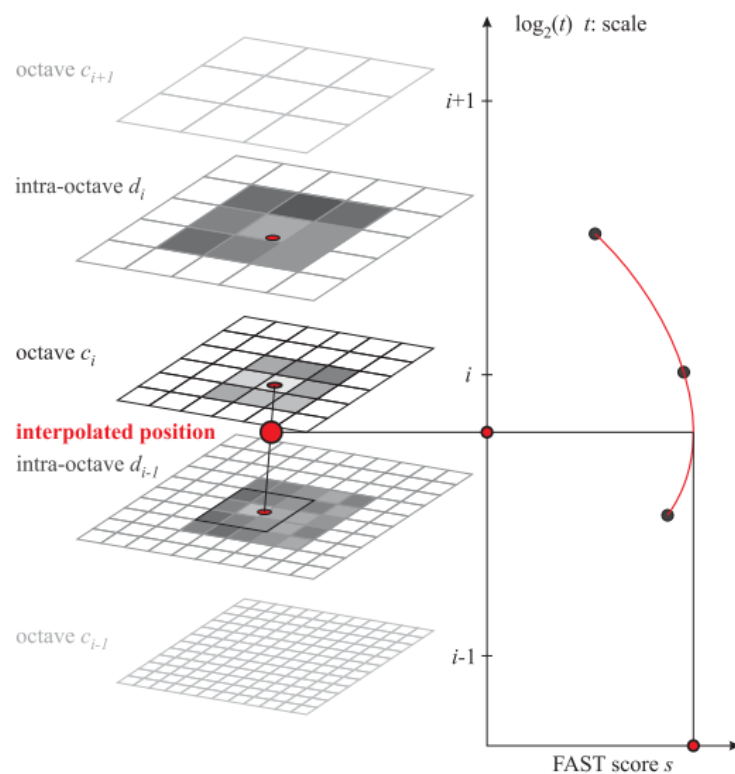 log₂(t) t: scale
octave cᵢ₊₁
i+1
intra-octave dᵢ
octave cᵢ
i
interpolated position
intra-octave dᵢ₋₁
octave cᵢ₋₁
i-1
FAST score s